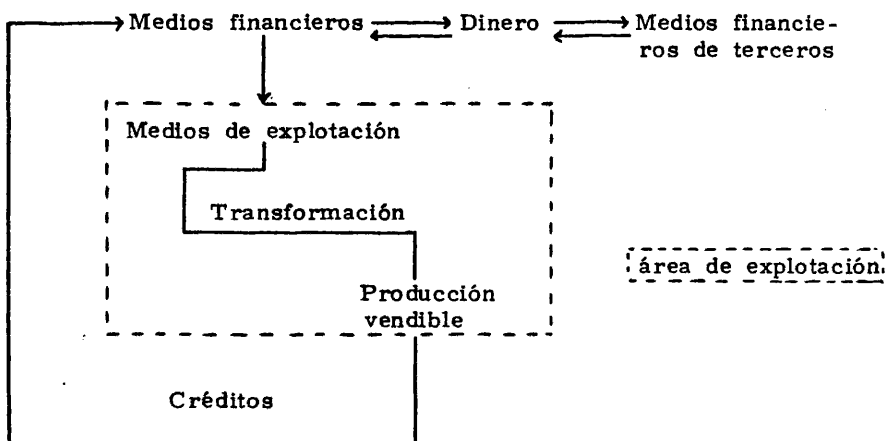 Medios financieros Dinero Medios financie-
ros de terceros
Medios de explotación
Transformación
área de explotación
Producción
vendible
Créditos